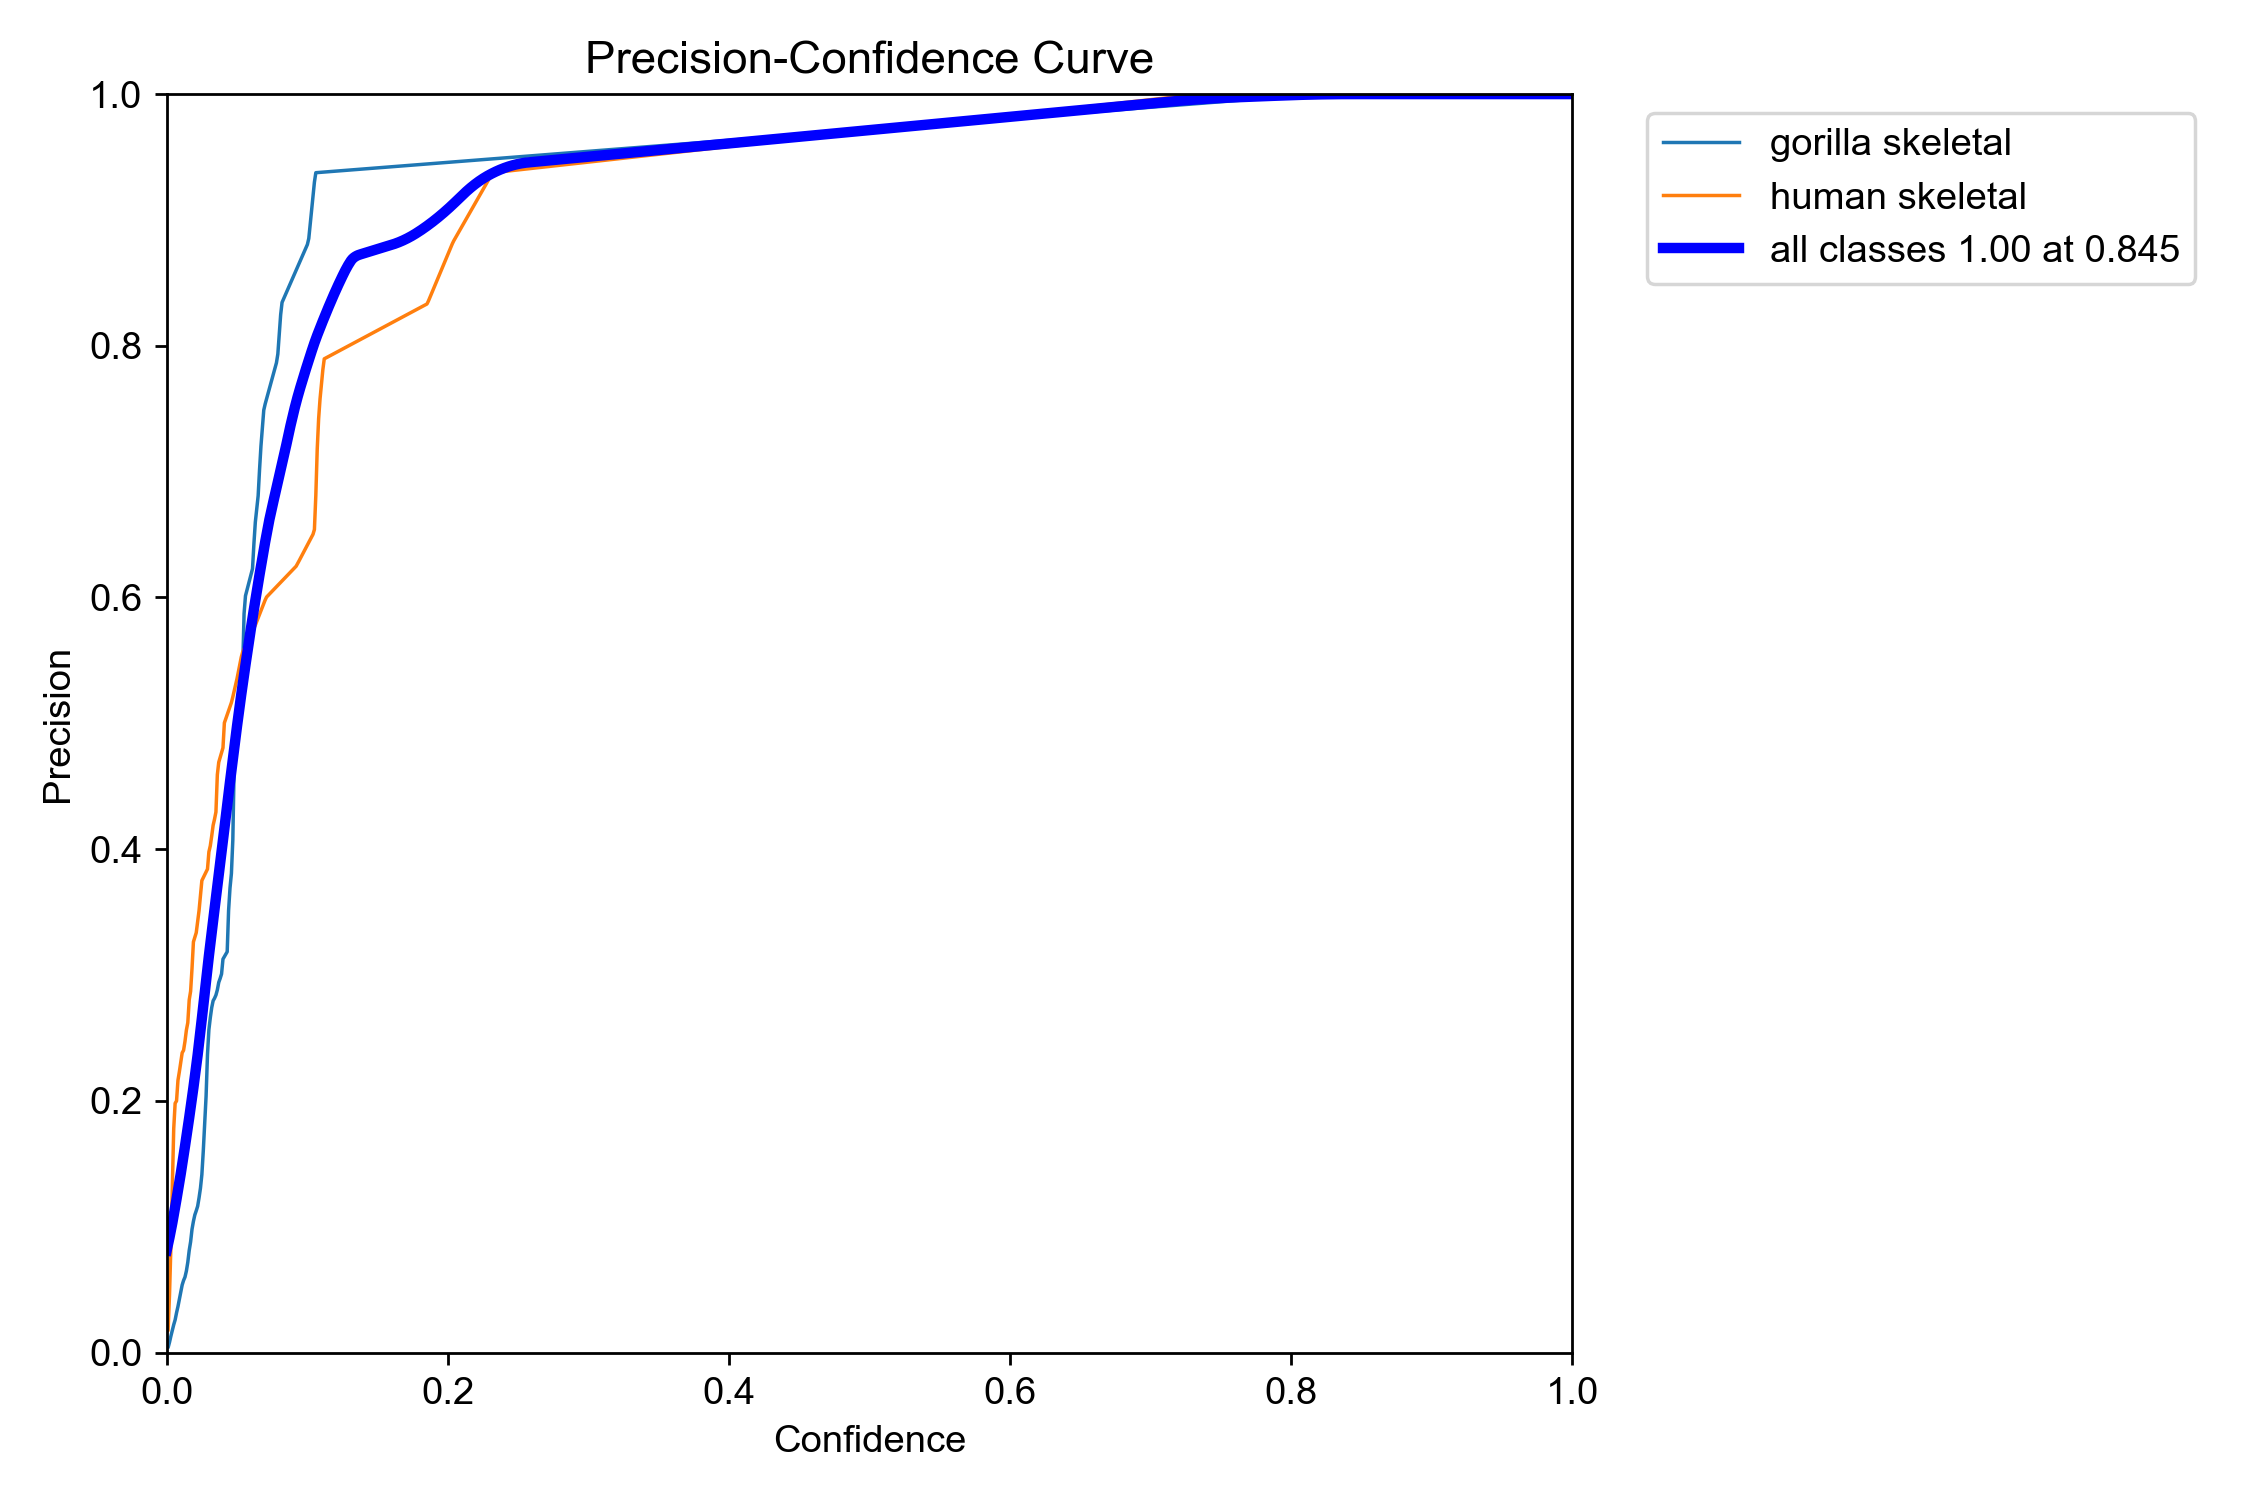 Precision-Confidence Curve
1.0
0.8
0.6
0.4
0.2
0.0
Precision
0.0 0.2 0.4 0.6 0.8 1.0
Confidence
gorilla skeletal
human skeletal
all classes 1.00 at 0.845